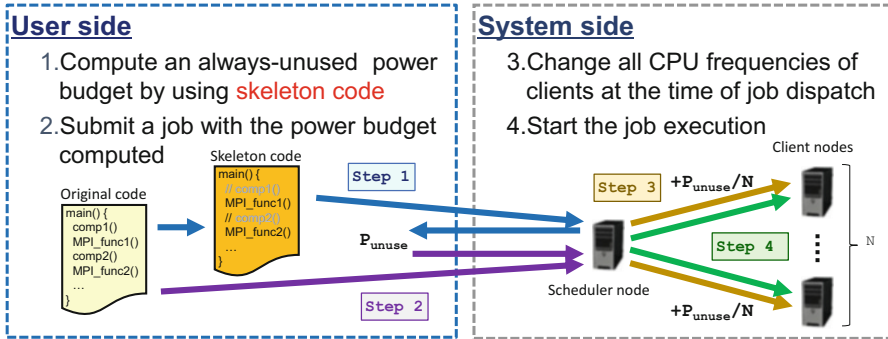 User side
1.Compute an always-unused power
budget by using skeleton code
2.Submit a job with the power budget
computed
Skeleton code
main() {
// comp1()
MPI_func1()
// comp2()
MPI_func2()
...
}
Original code
main() {
comp1()
MPI_func1()
comp2()
MPI_func2()
...
}
Step 1
Punuse
Step 2
System side
3.Change all CPU frequencies of
clients at the time of job dispatch
4.Start the job execution
Client nodes
Step 3
+Punuse/N
Step 4
N
Scheduler node
+Punuse/N